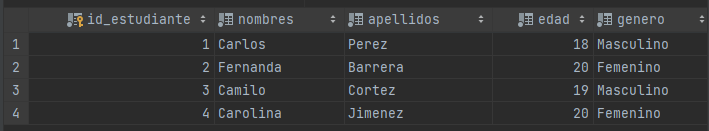 id_estudiante nombres apellidos edad genero
1 1 Carlos Perez 18 Masculino
2 2 Fernanda Barrera 20 Femenino
3 3 Camilo Cortez 19 Masculino
4 4 Carolina Jimenez 20 Femenino